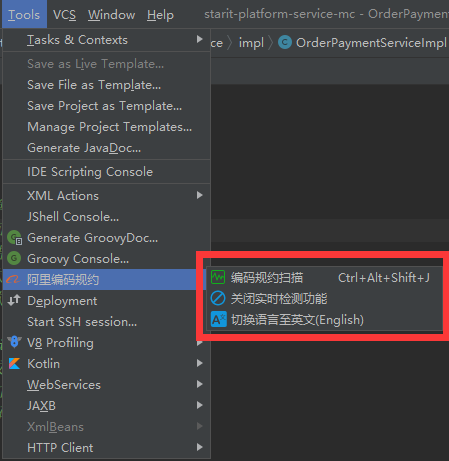 Tools VCS Window Help starit-platform-service-mc - OrderPayment
ce impl OrderPaymentServiceImpl
Tasks & Contexts
Save as Live Template...
Save File as Template...
Save Project as Template...
Manage Project Templates...
Generate JavaDoc...
IDE Scripting Console
XML Actions
JShell Console...
Generate GroovyDoc...
Groovy Console...
编码规约扫描 Ctrl+Alt+Shift+J
阿里编码规约
关闭实时检测功能
Deployment
切换语言至英文(English)
Start SSH session...
V8 Profiling
Kotlin
WebServices
JAXB
XmlBeans
HTTP Client